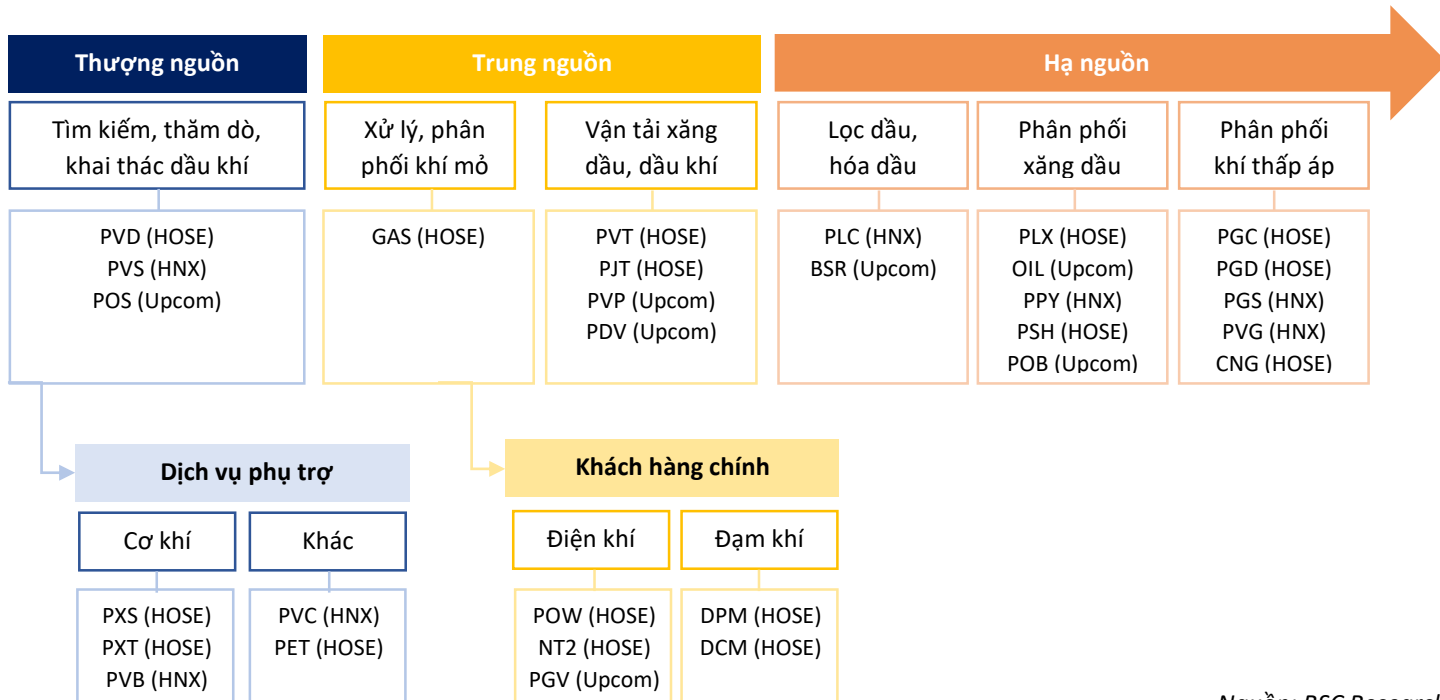 Thượng nguồn
Trung nguồn
Hạ nguồn
Tìm kiếm, thăm dò,
khai thác dầu khí
Xử lý, phân
phối khí mỏ
Vận tải xăng
dầu, dầu khí
Lọc dầu,
hóa dầu
Phân phối
xăng dầu
Phân phối
khí thấp áp
PVD (HOSE)
PVS (HNX)
POS (Upcom)
GAS (HOSE)
PVT (HOSE)
PJT (HOSE)
PVP (Upcom)
PDV (Upcom)
PLC (HNX)
BSR (Upcom)
PLX (HOSE)
OIL (Upcom)
PPY (HNX)
PSH (HOSE)
POB (Upcom)
PGC (HOSE)
PGD (HOSE)
PGS (HNX)
PVG (HNX)
CNG (HOSE)
Dịch vụ phụ trợ
Khách hàng chính
Cơ khí
Khác
Điện khí
Đạm khí
PXS (HOSE)
PXT (HOSE)
PVB (HNX)
PVC (HNX)
PET (HOSE)
POW (HOSE)
NT2 (HOSE)
PGV (Upcom)
DPM (HOSE)
DCM (HOSE)